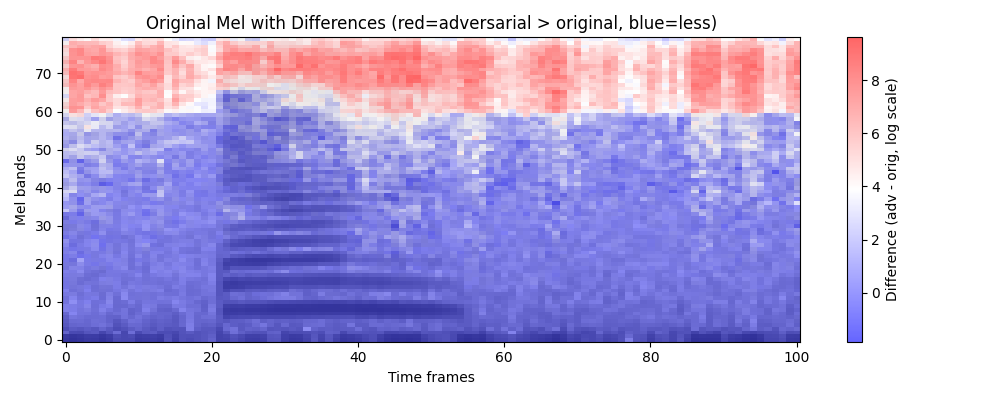 Original Mel with Differences (red=adversarial > original, blue=less)
Mel bands
70
60
50
40
30
20
10
0
0 20 40 60 80 100
Time frames
8
6
4
2
0
Difference (adv - orig, log scale)